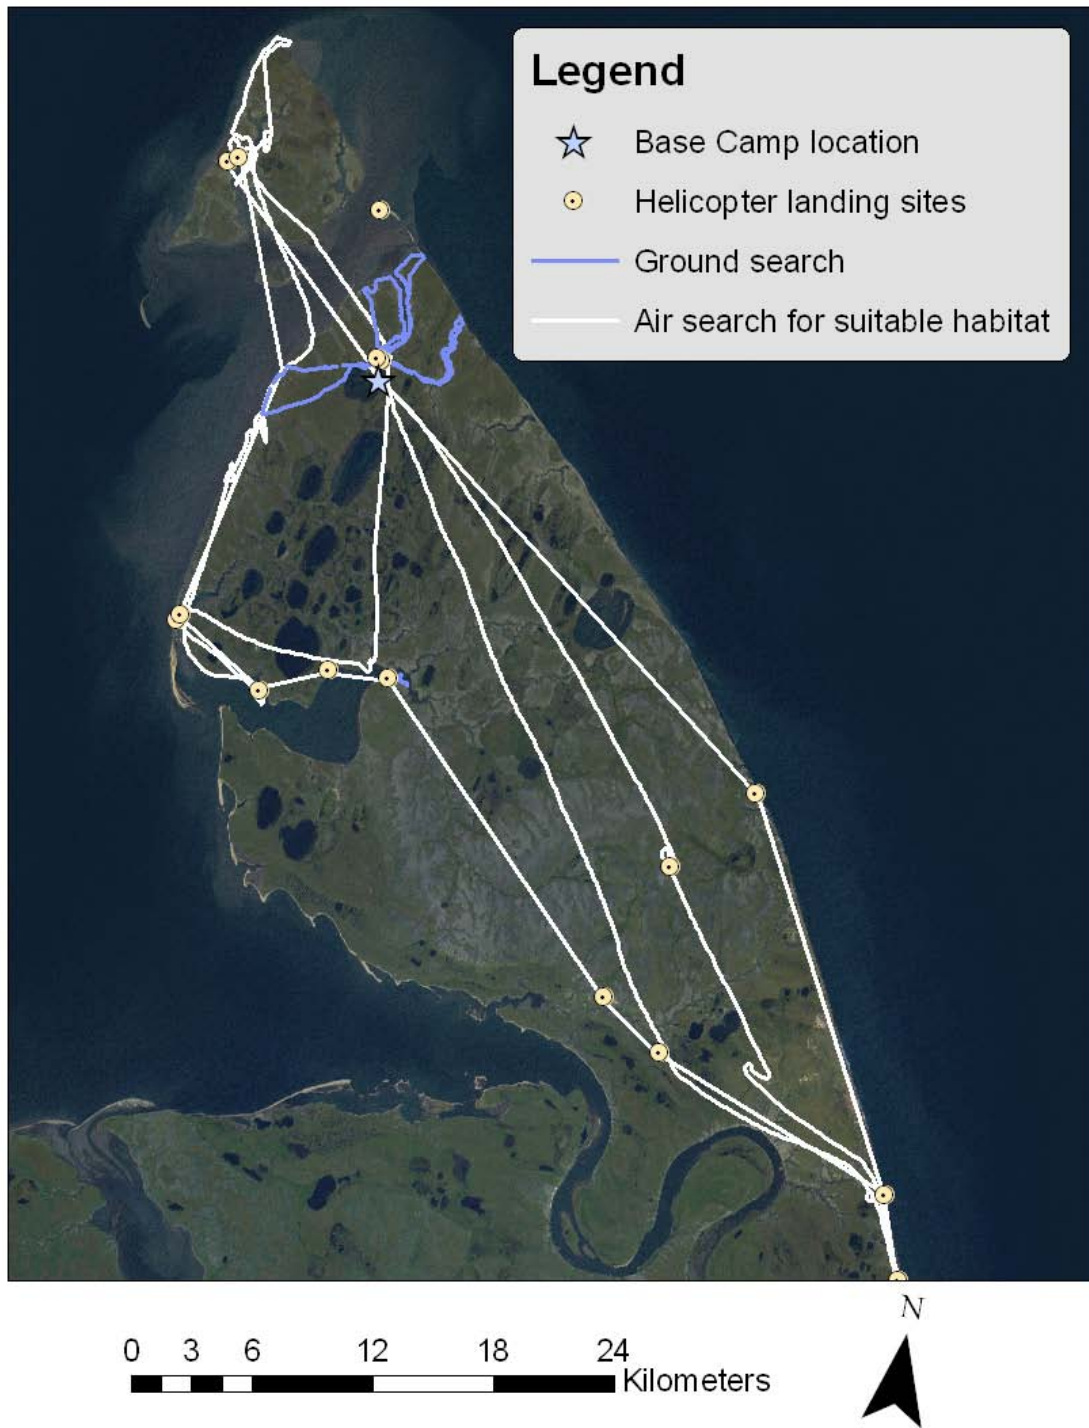 Legend
Base Camp location
Helicopter landing sites
Ground search
Air search for suitable habitat
N
0 3 6 12 18 24
Kilometers